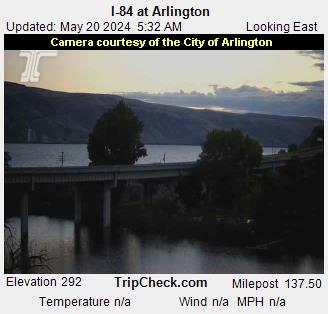 I-84 at Arlington
Updated: May 20 2024 5:32 AM Looking East
Camera courtesy of the City of Arlington
Elevation 292 TripCheck.com Milepost 137.50
Temperature n/a Wind n/a MPH n/a